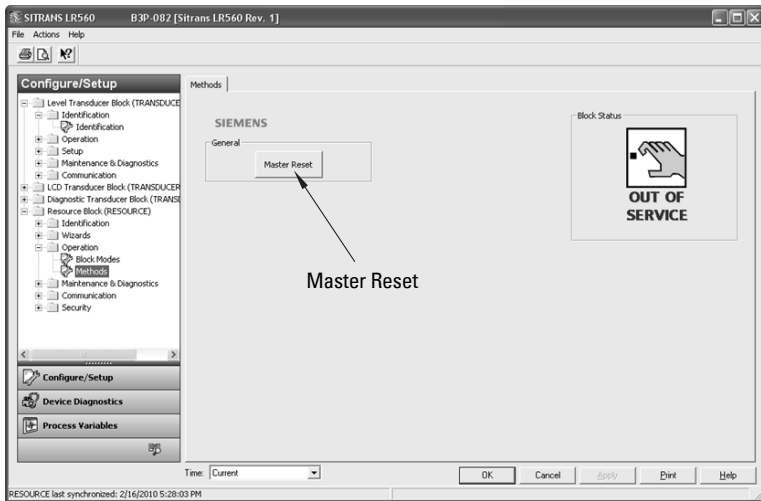 SITRANS LR560 B3P-082 [Sitrans LR560 Rev. 1]
File Actions Help
Configure/Setup
Level Transducer Block (TRANSDUCE
Identification
Identification
Operation
Setup
Maintenance & Diagnostics
Communication
LCD Transducer Block (TRANSDUCER
Diagnostic Transducer Block (TRANSI
Resource Block (RESOURCE)
Identification
Wizards
Operation
Block Modes
Methods
Maintenance & Diagnostics
Communication
Security
Configure/Setup
Device Diagnostics
Process Variables
Methods
SIEMENS
General
Master Reset
Master Reset
Block Status
OUT OF
SERVICE
Time: Current
OK Cancel Apply Print Help
RESOURCE last synchronized: 2/16/2010 5:28:03 PM